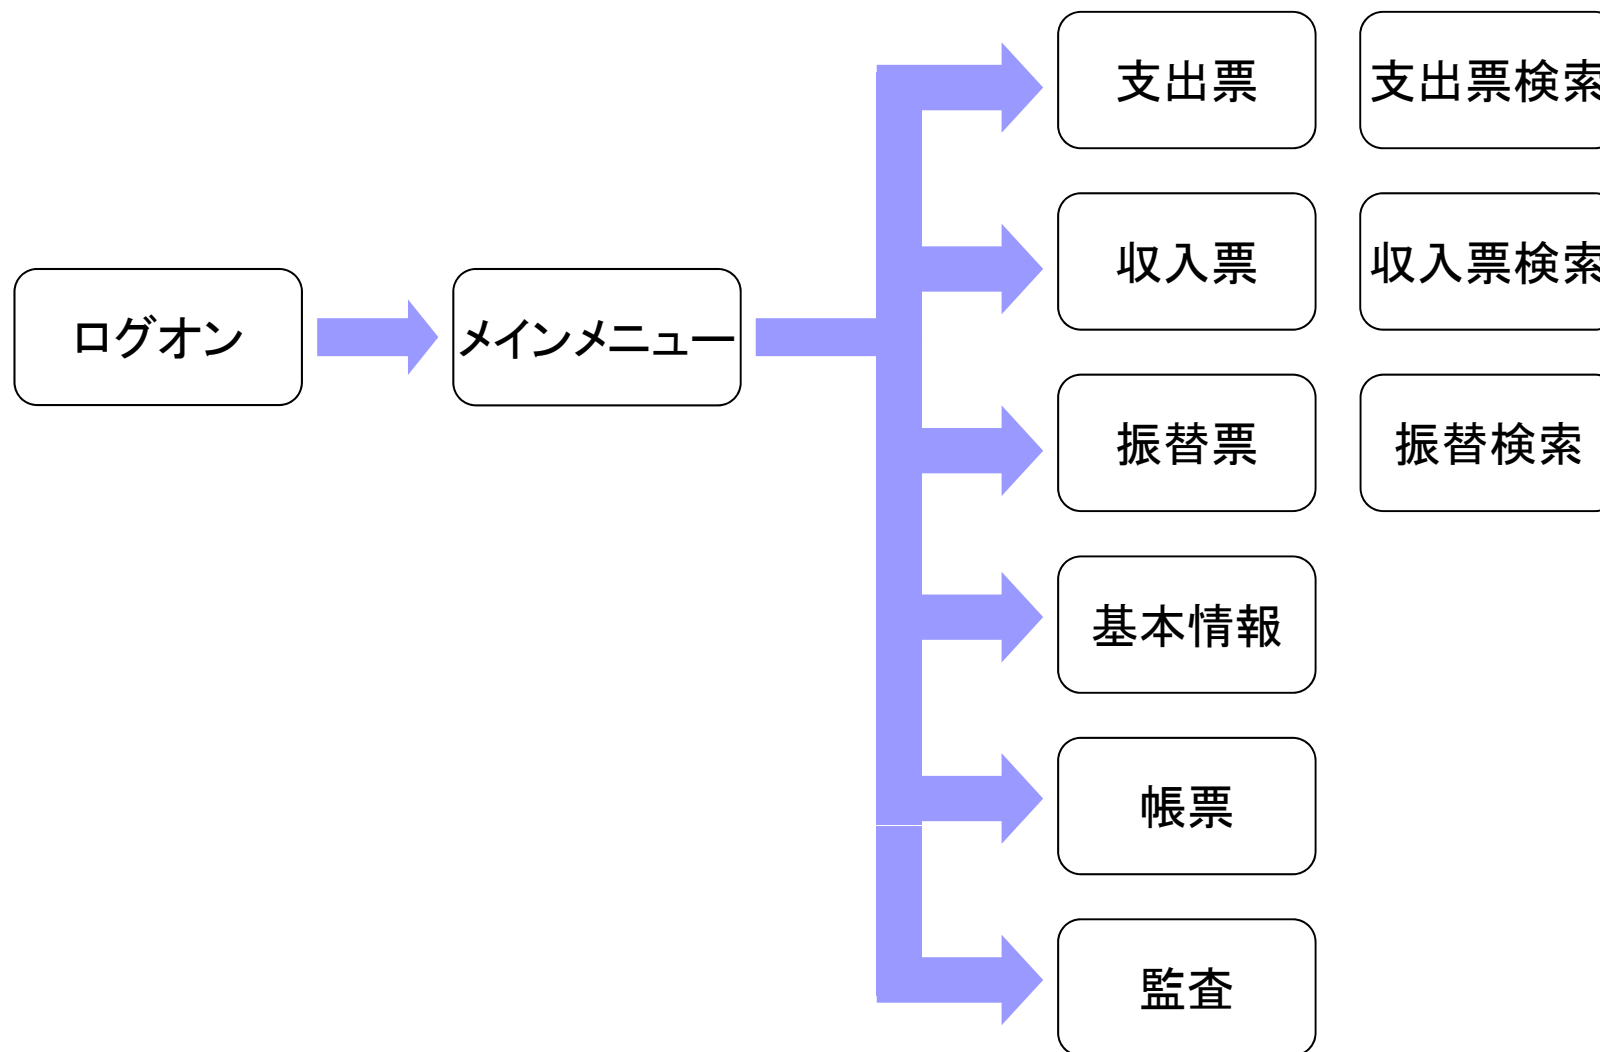 支出票
支出票検索
収入票
収入票検索
ログオン
メインメニュー
振替票
振替検索
基本情報
帳票
監査